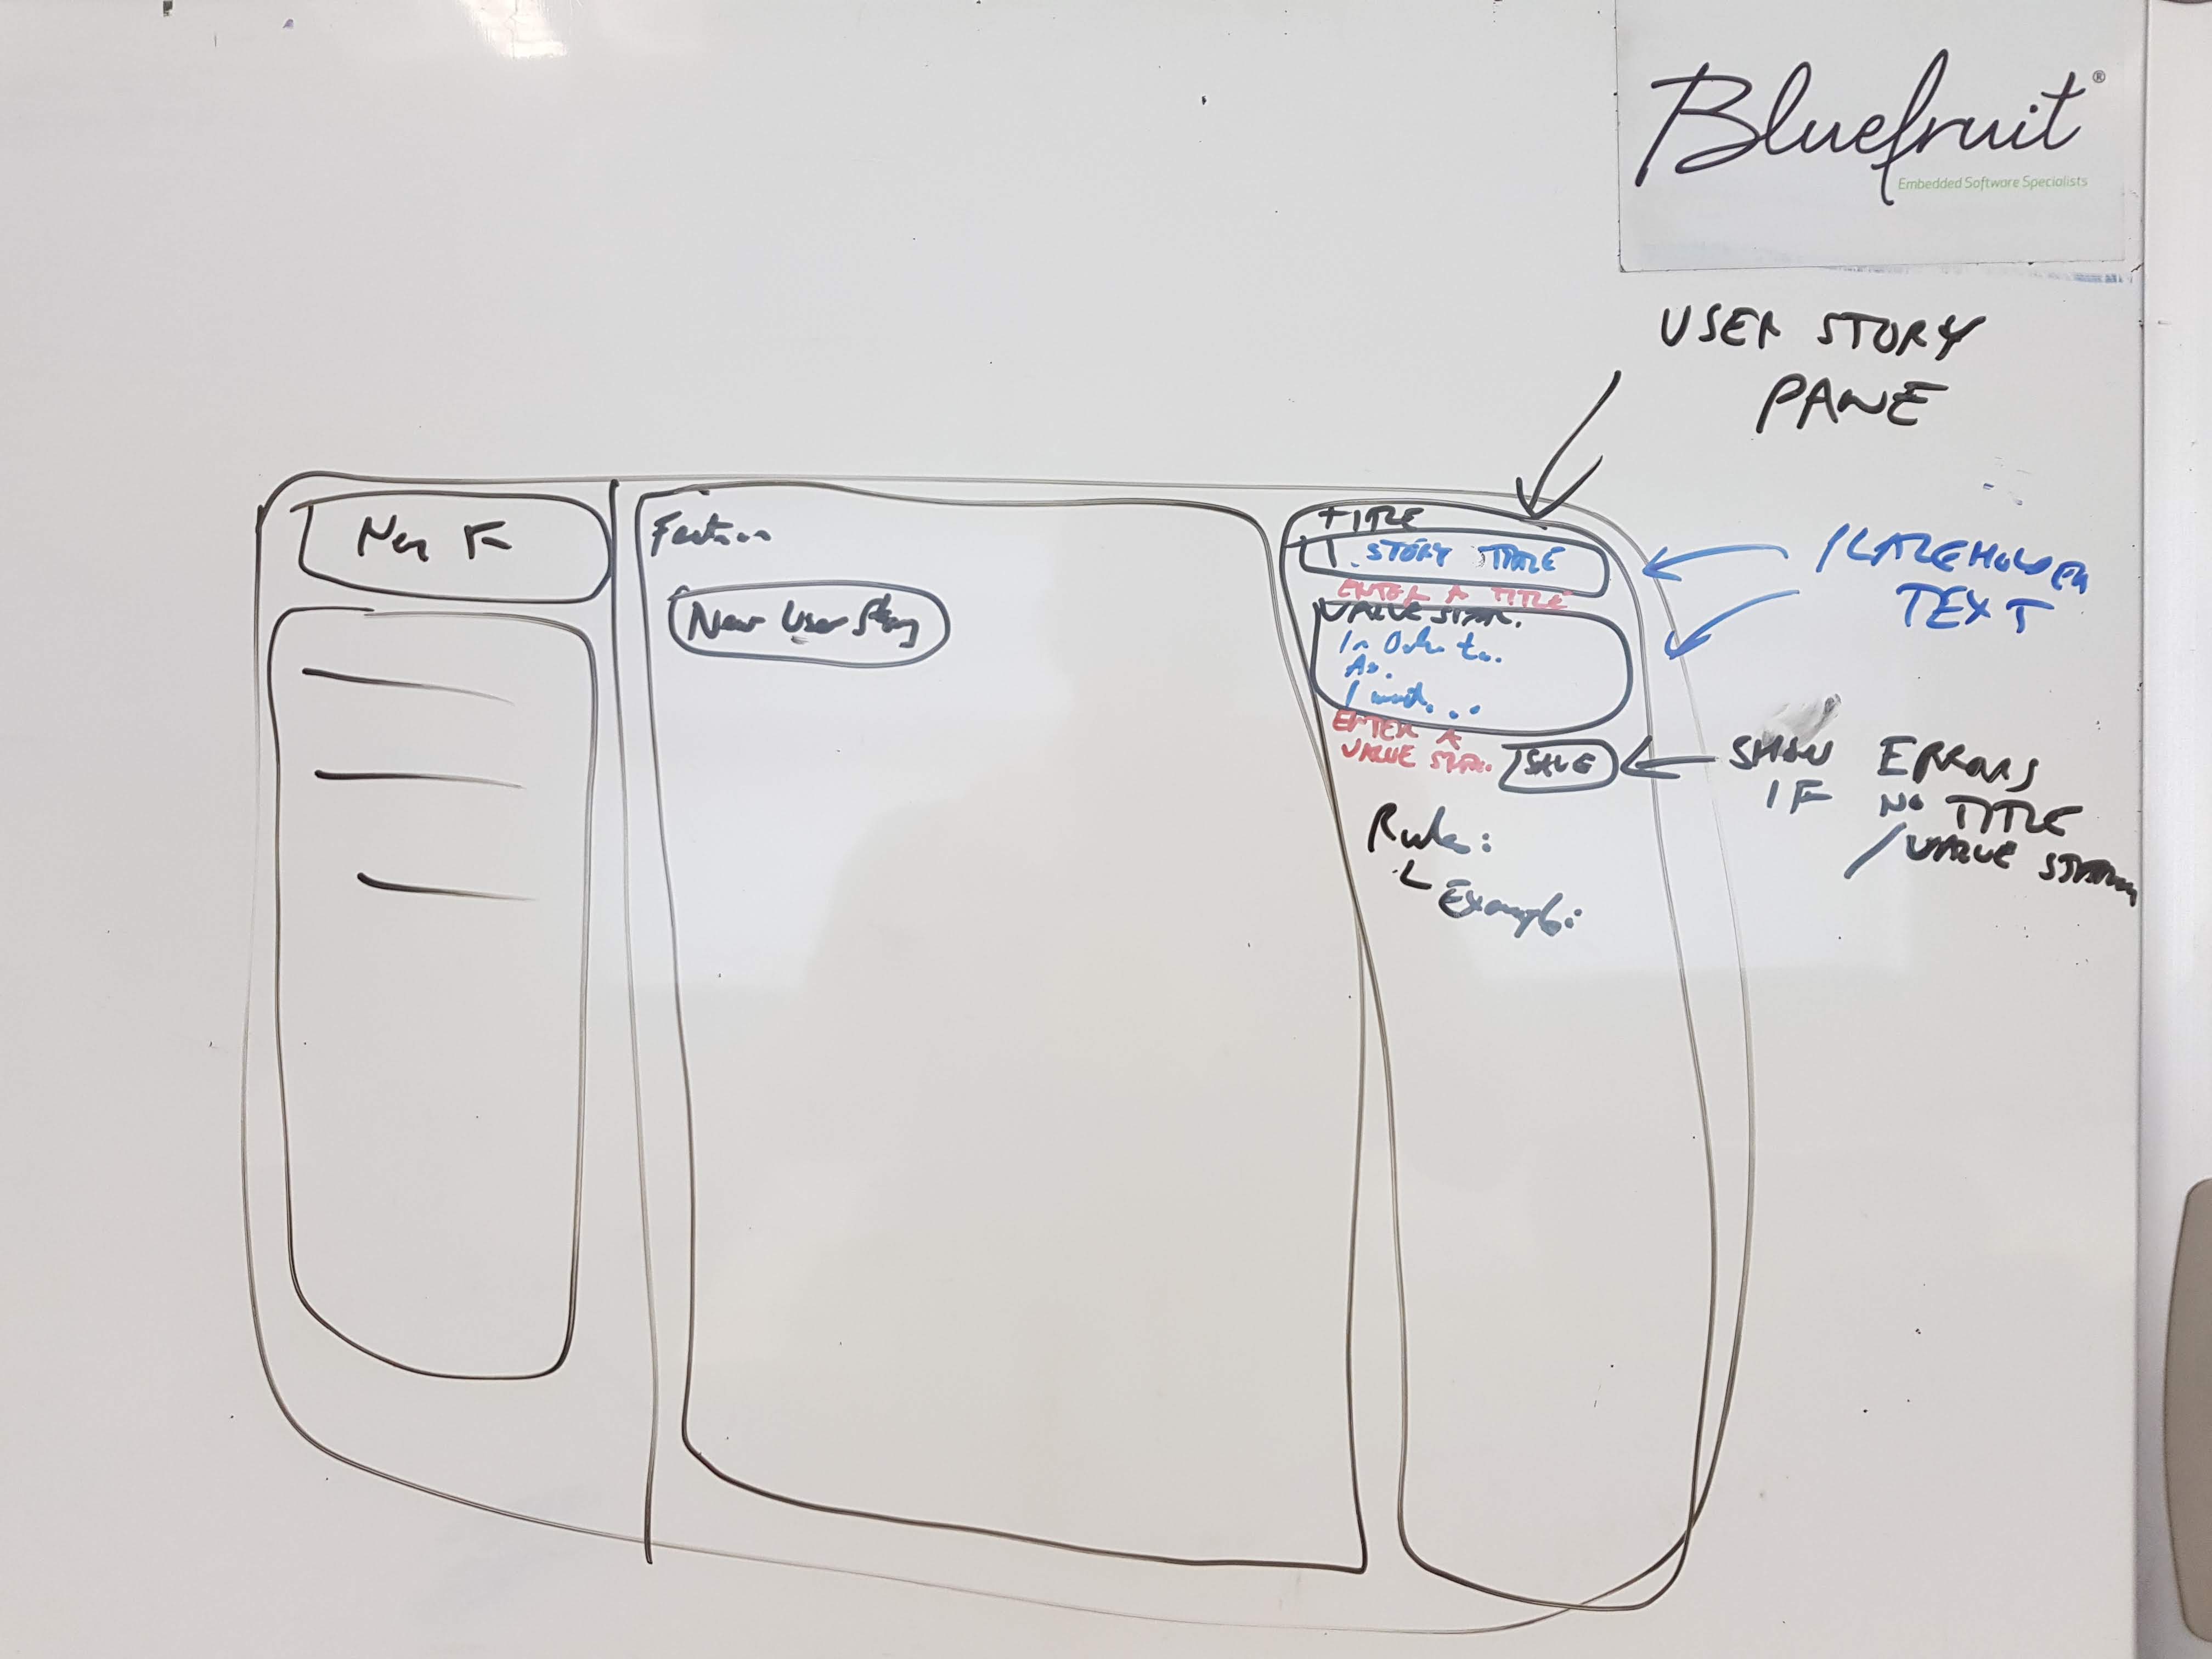 Bluefruit®
Embedded Software Specialists
USER STORY
PANE
New F
Feature
New User Story
TITLE
STORY TITLE
ENTER A TITLE
VALUE STAT.
In Order to..
As.
I want...
ENTER A
VALUE STAT.
SAVE
Rule:
Example:
PLACEHOLDER
TEXT
SHOW ERRORS
IF NO TITLE
/VALUE